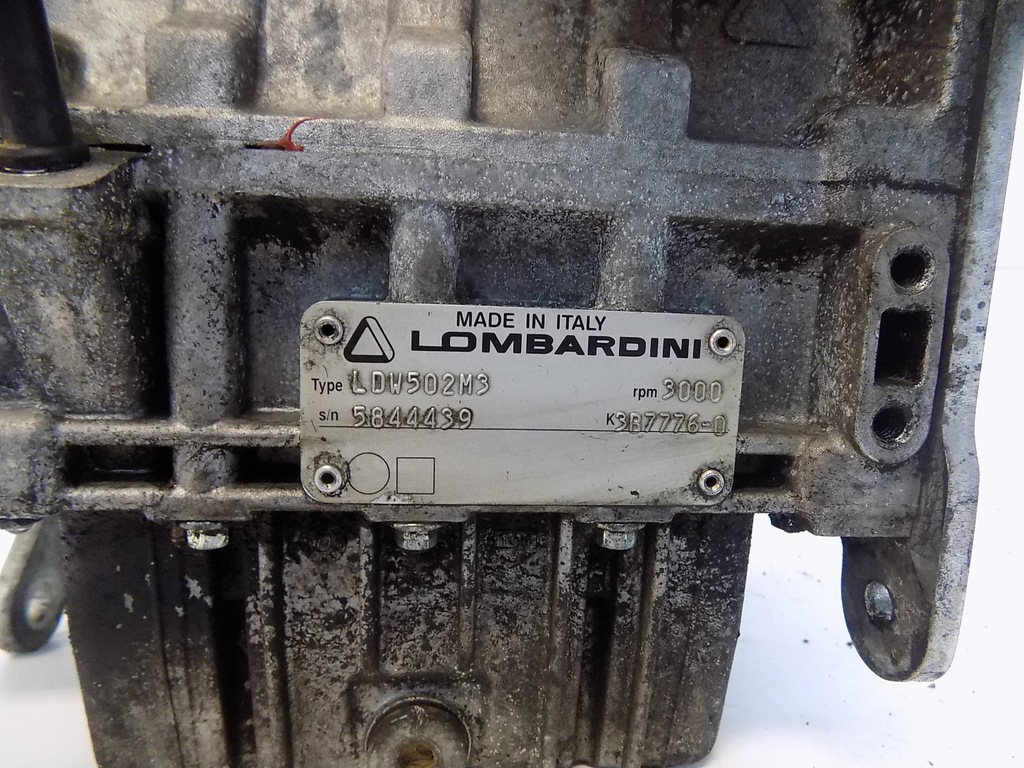 MADE IN ITALY
LOMBARDINI
Type LDW502M3 rpm 3000
s/n 5844439 K3B7776-0